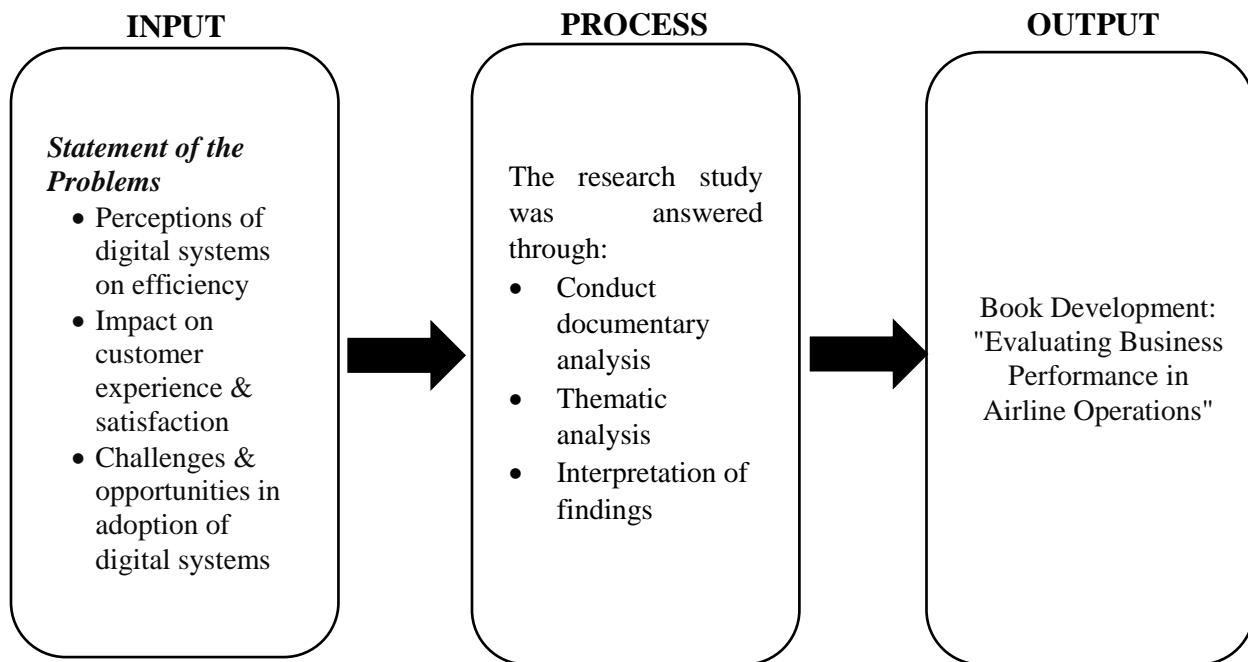 INPUT
Statement of the
Problems
• Perceptions of
digital systems
on efficiency
• Impact on
customer
experience &
satisfaction
• Challenges &
opportunities in
adoption of
digital systems
PROCESS
The research study
was answered
through:
• Conduct
documentary
analysis
• Thematic
analysis
• Interpretation of
findings
OUTPUT
Book Development:
"Evaluating Business
Performance in
Airline Operations"